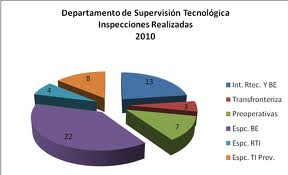 Departamento de Supervisión Tecnológica
Inspecciones Realizadas
2010
8
13
4
3
7
22
Int. Rtec. Y BE
Transfronteriza
Preoperativas
Espc. BE
Espc. RTI
Espc. TI Prev.